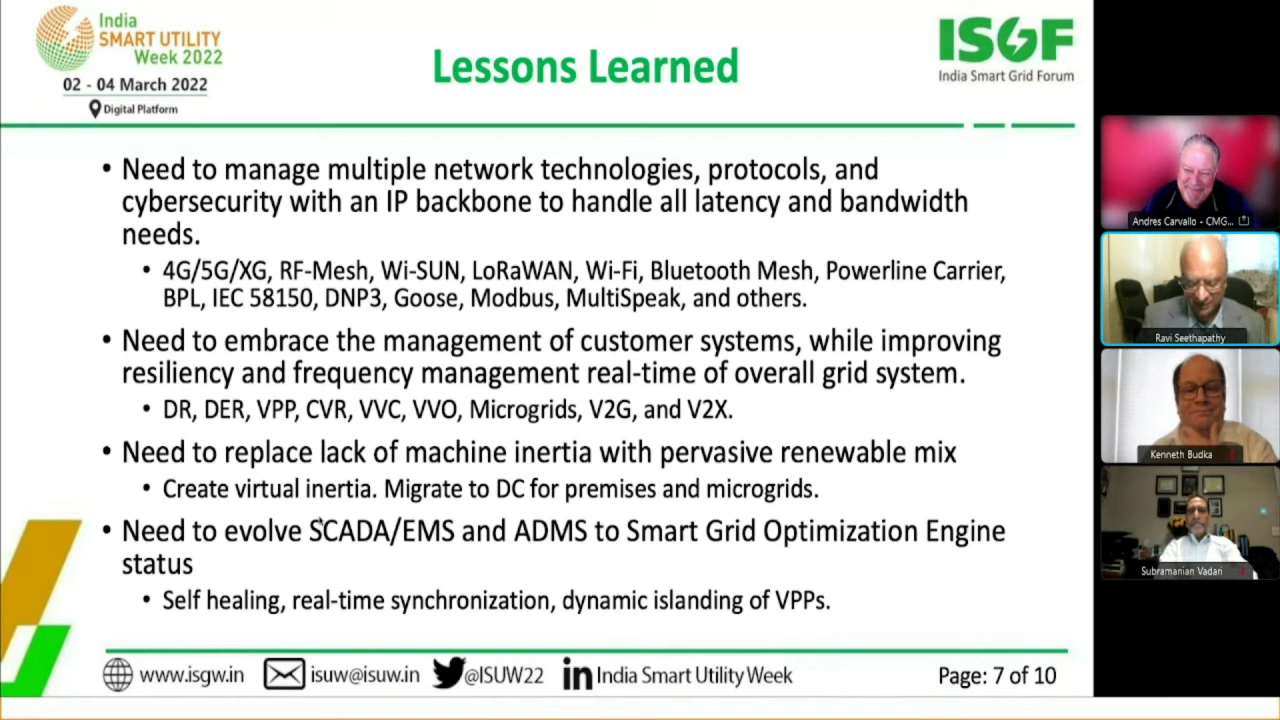 India
SMART UTILITY
Week 2022
02 - 04 March 2022
Digital Platform
Lessons Learned
ISGF
India Smart Grid Forum
• Need to manage multiple network technologies, protocols, and
cybersecurity with an IP backbone to handle all latency and bandwidth
needs.
• 4G/5G/XG, RF-Mesh, Wi-SUN, LoRaWAN, Wi-Fi, Bluetooth Mesh, Powerline Carrier,
BPL, IEC 58150, DNP3, Goose, Modbus, MultiSpeak, and others.
• Need to embrace the management of customer systems, while improving
resiliency and frequency management real-time of overall grid system.
• DR, DER, VPP, CVR, VVC, VVO, Microgrids, V2G, and V2X.
• Need to replace lack of machine inertia with pervasive renewable mix
• Create virtual inertia. Migrate to DC for premises and microgrids.
• Need to evolve SCADA/EMS and ADMS to Smart Grid Optimization Engine
status
• Self healing, real-time synchronization, dynamic islanding of VPPs.
www.isgw.in
isuw@isuw.in
@ISUW22
in India Smart Utility Week
Page: 7 of 10
Andres Carvallo - CMG...
Ravi Seethapathy
Kenneth Budka
Subramanian Vadari